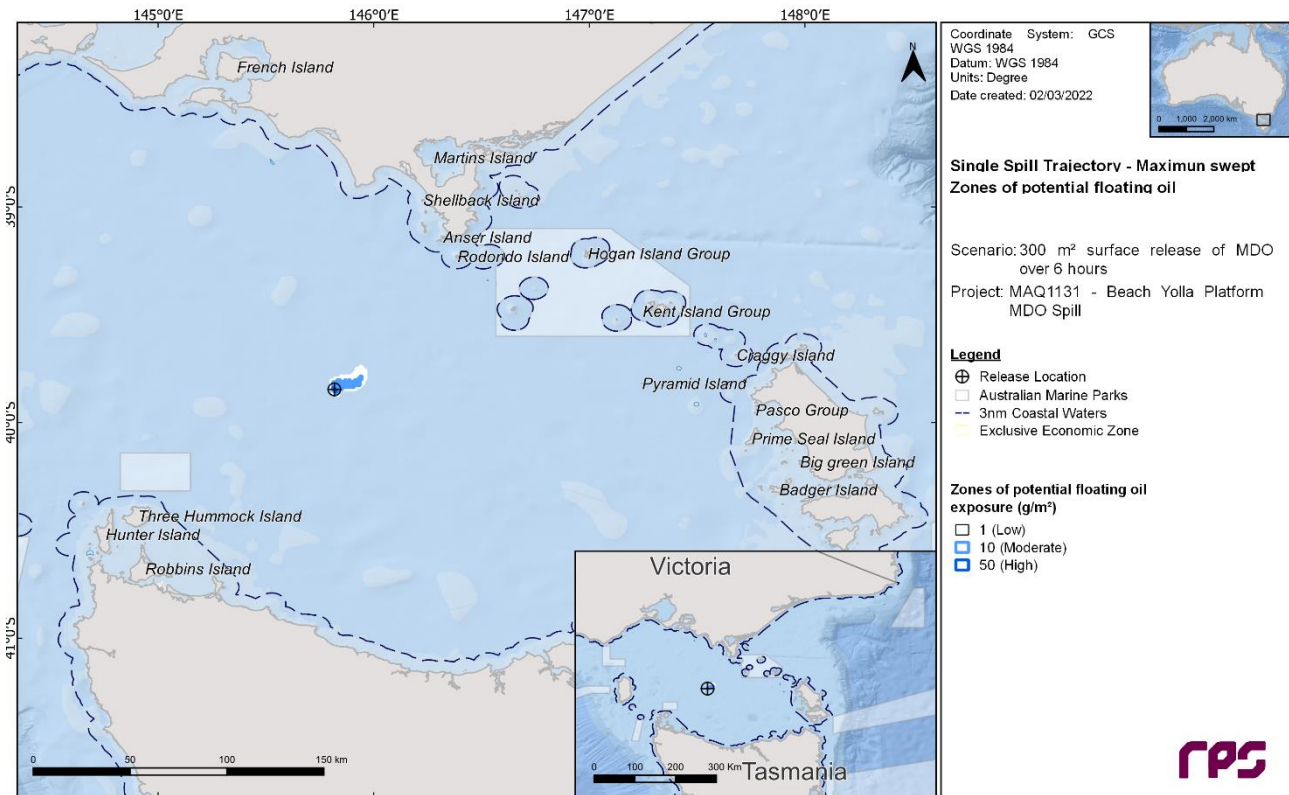 145°0'E 146°0'E 147°0'E 148°0'E
39°0'S
40°0'S
41°0'S
N
French Island
Martins Island
Shellback Island
Anser Island
Rodondo Island
Hogan Island Group
Kent Island Group
Craggy Island
Pyramid Island
Pasco Group
Prime Seal Island
Big green Island
Badger Island
Three Hummock Island
Hunter Island
Robbins Island
0 50 100 150 km
Victoria
Tasmania
0 100 200 300 Km
Coordinate System: GCS
WGS 1984
Datum: WGS 1984
Units: Degree
Date created: 02/03/2022
0 1,000 2,000 km
Single Spill Trajectory - Maximun swept
Zones of potential floating oil
Scenario: 300 m² surface release of MDO
over 6 hours
Project: MAQ1131 - Beach Yolla Platform
MDO Spill
Legend
Release Location
Australian Marine Parks
3nm Coastal Waters
Exclusive Economic Zone
Zones of potential floating oil
exposure (g/m²)
1 (Low)
10 (Moderate)
50 (High)
rps